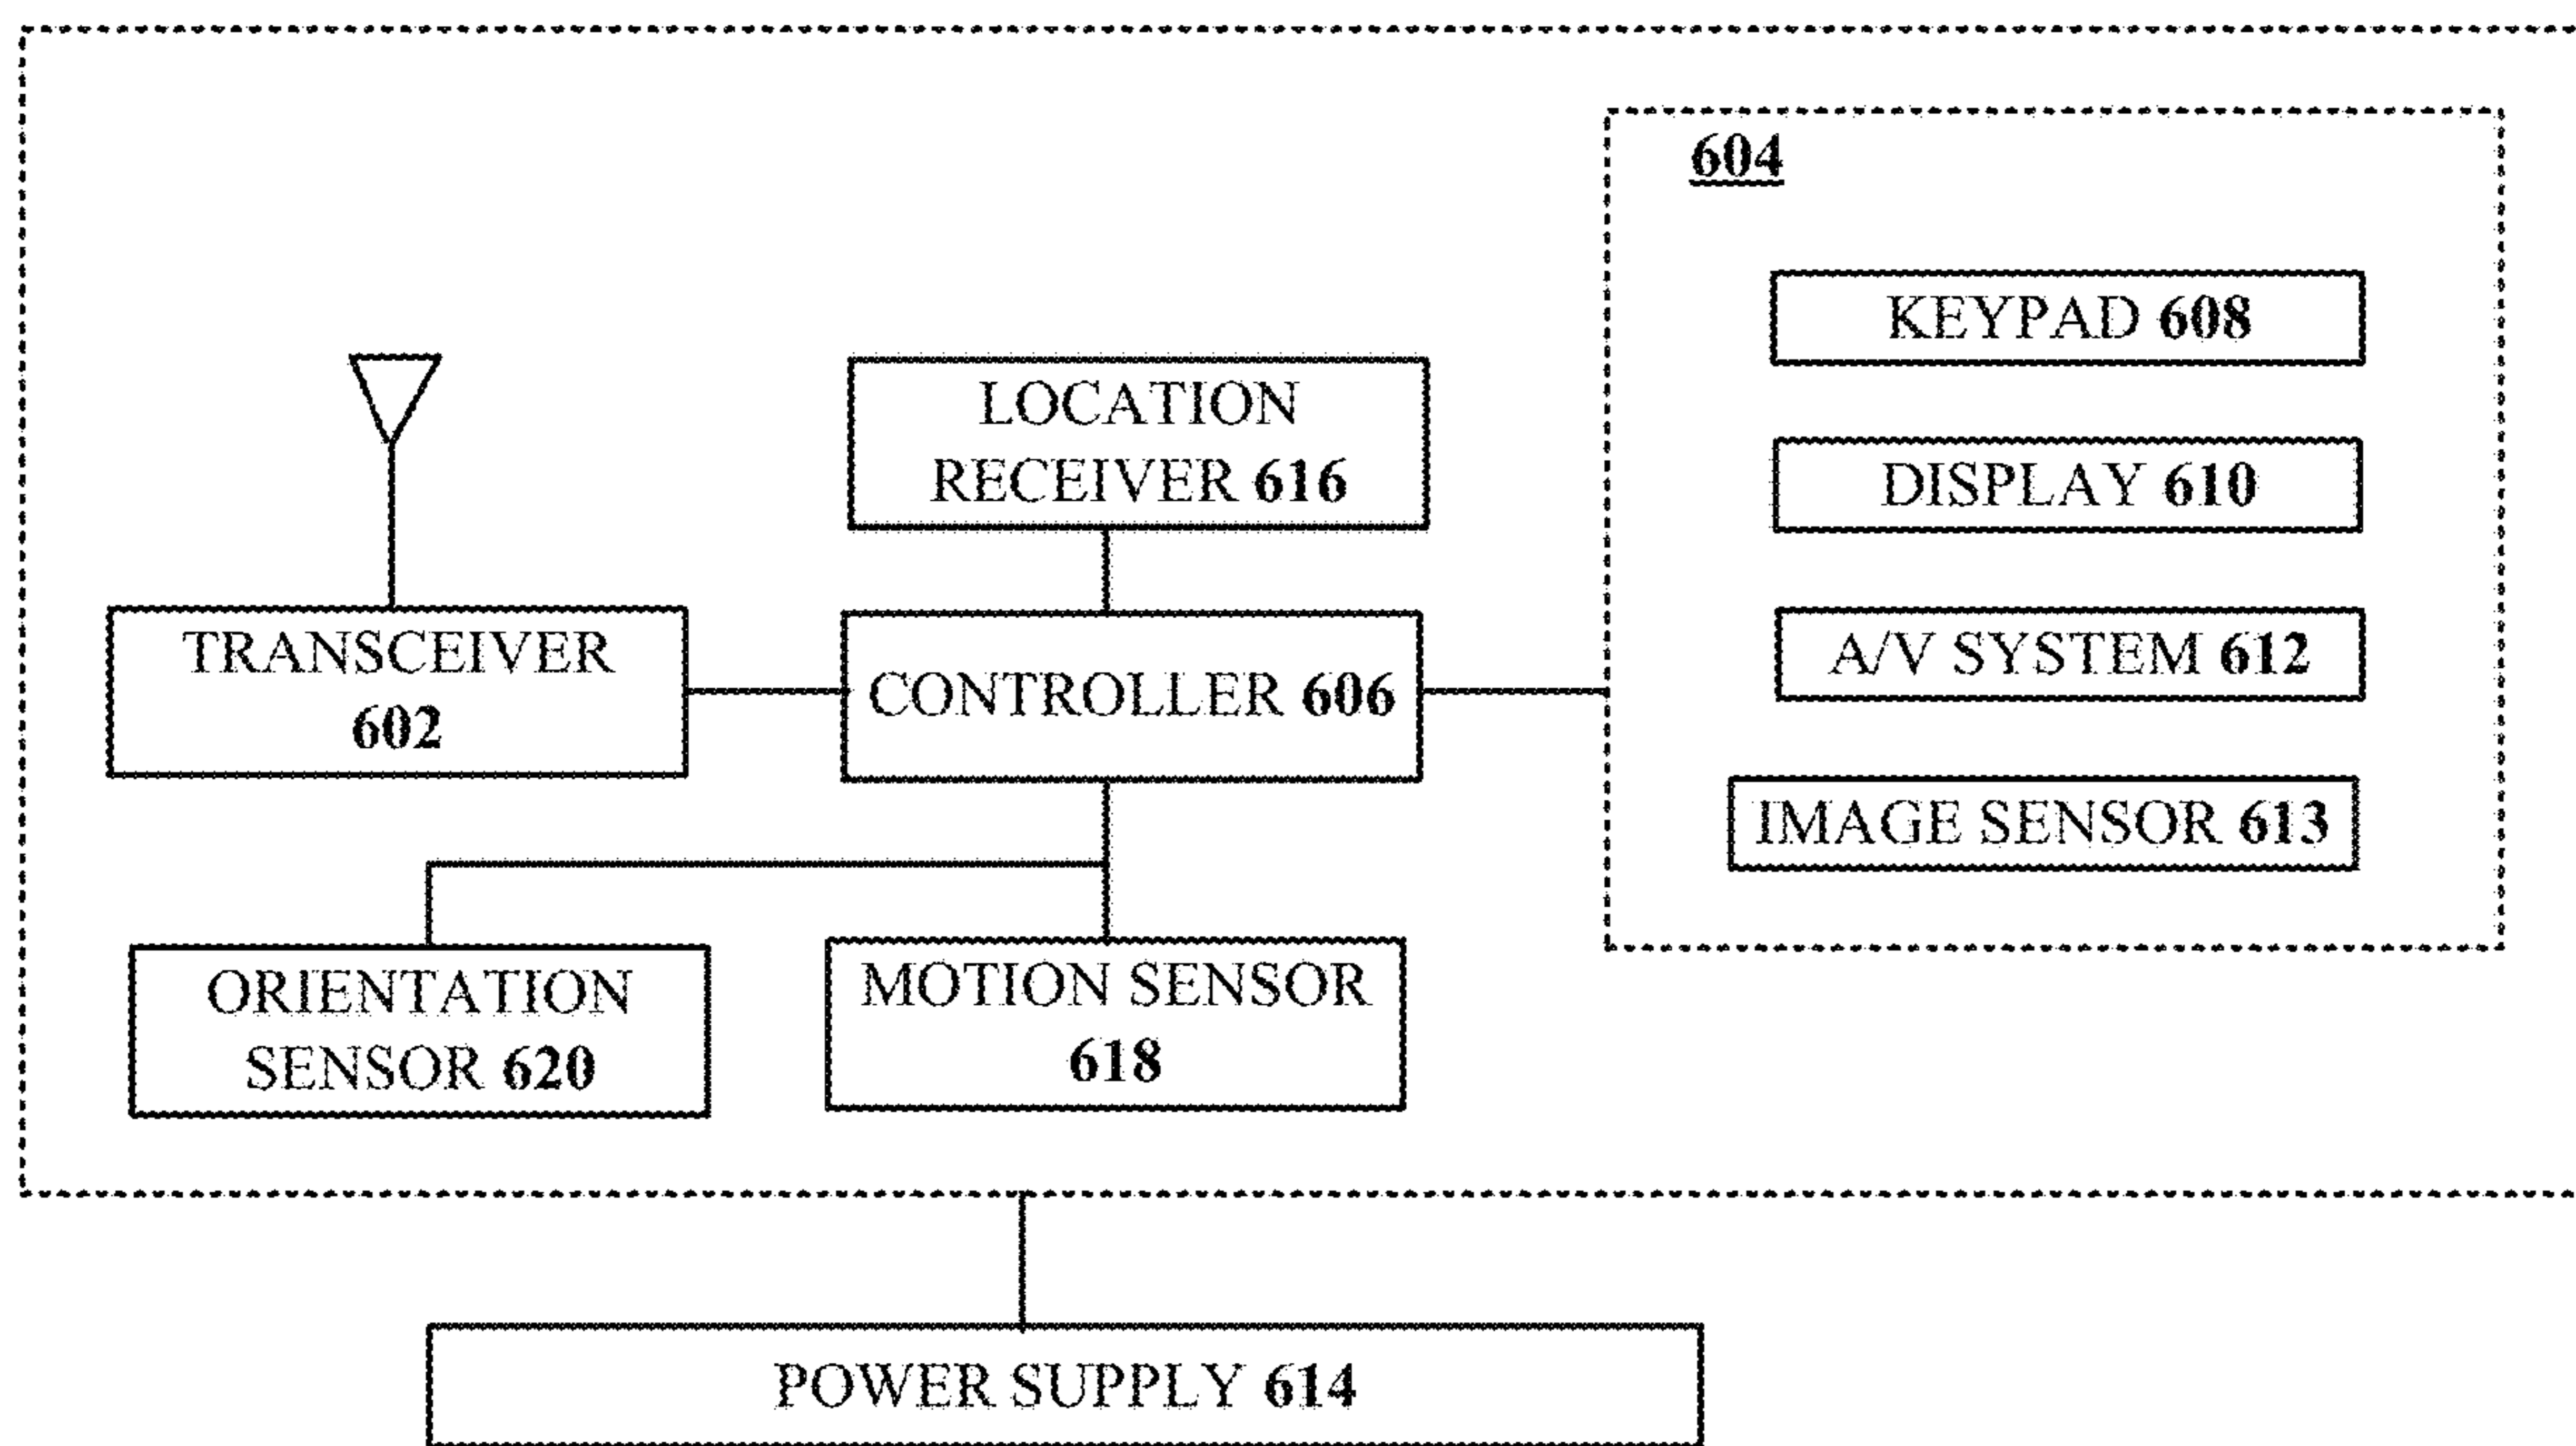 604
KEYPAD 608
DISPLAY 610
A/V SYSTEM 612
IMAGE SENSOR 613
LOCATION
RECEIVER 616
TRANSCEIVER
602
CONTROLLER 606
ORIENTATION
SENSOR 620
MOTION SENSOR
618
POWER SUPPLY 614